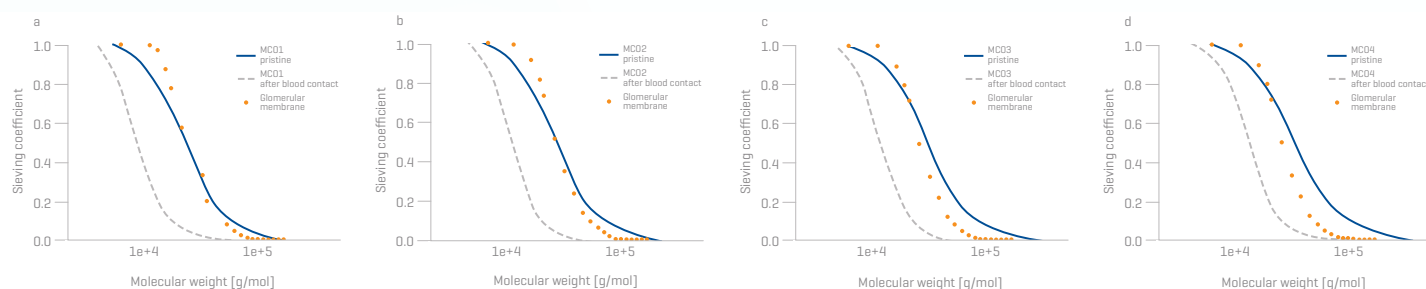 a
Sieving coefficient
1.0
0.8
0.6
0.4
0.2
0.0
1e+4
1e+5
Molecular weight [g/mol]
MC01
pristine
MC01
after blood contact
Glomerular
membrane
b
Sieving coefficient
1.0
0.8
0.6
0.4
0.2
0.0
1e+4
1e+5
Molecular weight [g/mol]
MC02
pristine
MC02
after blood contact
Glomerular
membrane
c
Sieving coefficient
1.0
0.8
0.6
0.4
0.2
0.0
1e+4
1e+5
Molecular weight [g/mol]
MC03
pristine
MC03
after blood contact
Glomerular
membrane
d
Sieving coefficient
1.0
0.8
0.6
0.4
0.2
0.0
1e+4
1e+5
Molecular weight [g/mol]
MC04
pristine
MC04
after blood contact
Glomerular
membrane